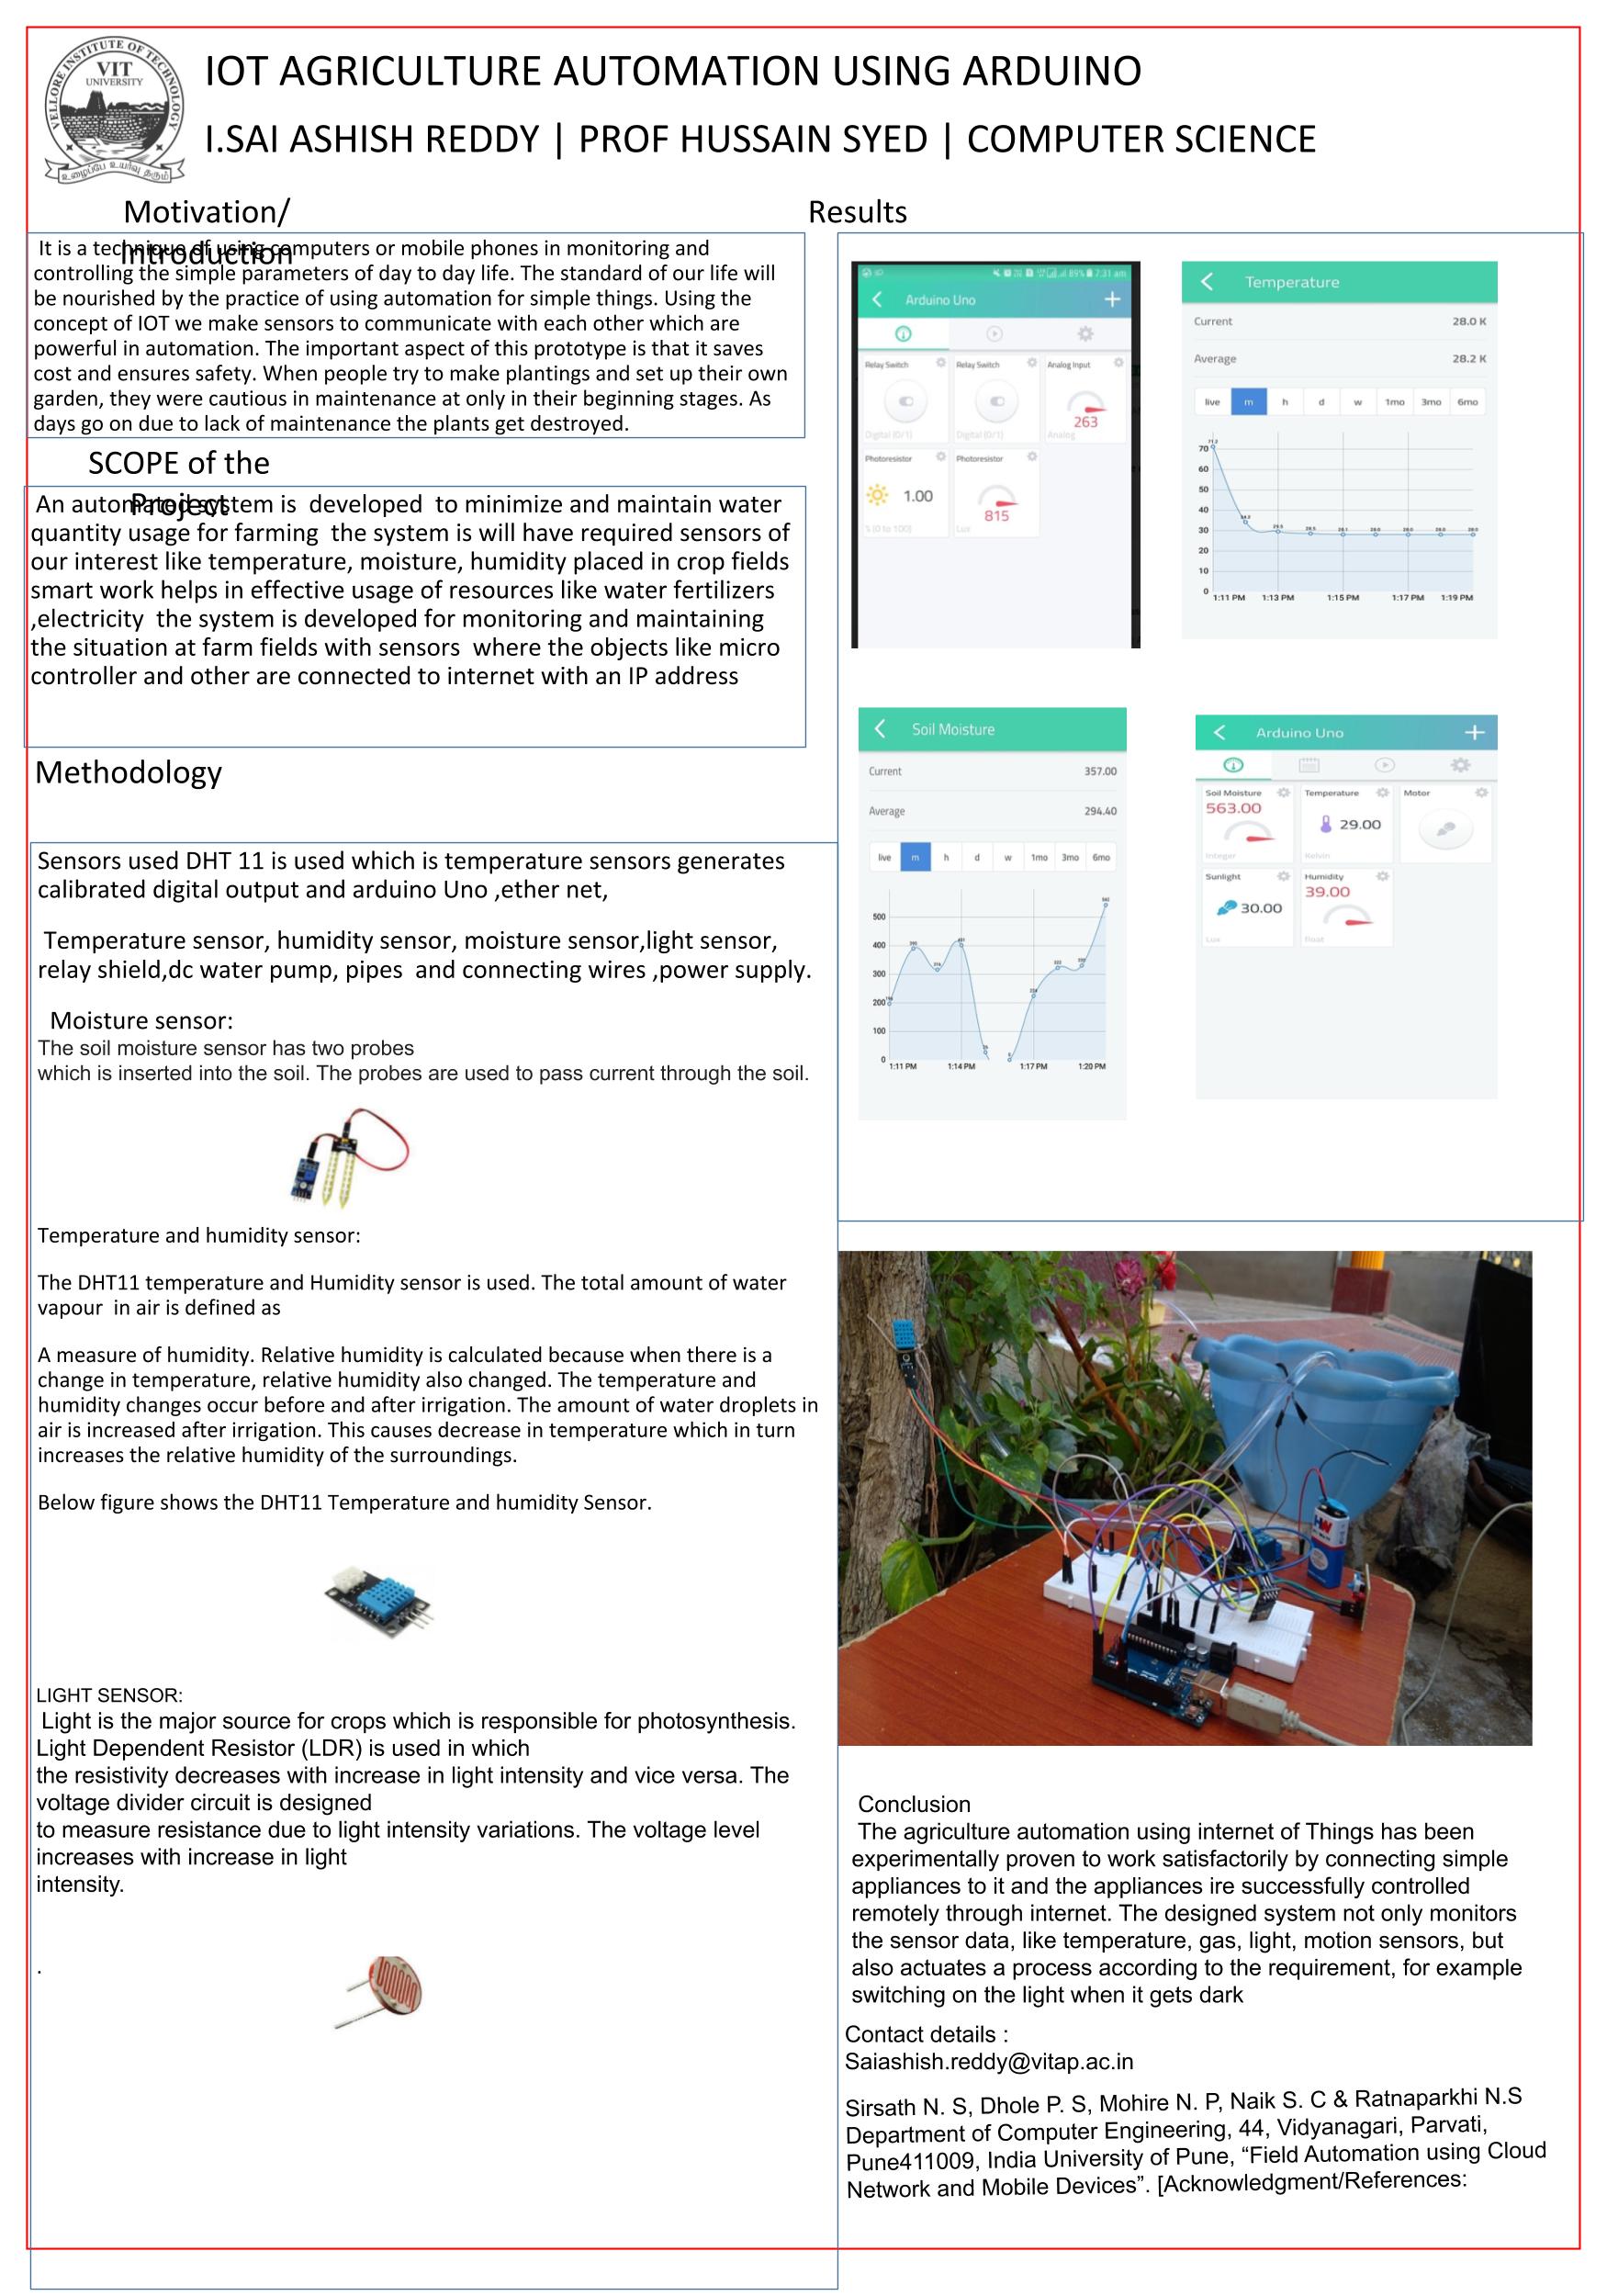 VELLORE INSTITUTE OF TECHNOLOGY
VIT
UNIVERSITY
IOT AGRICULTURE AUTOMATION USING ARDUINO
I.SAI ASHISH REDDY | PROF HUSSAIN SYED | COMPUTER SCIENCE
Motivation/
Introduction
It is a technique of using computers or mobile phones in monitoring and
controlling the simple parameters of day to day life. The standard of our life will
be nourished by the practice of using automation for simple things. Using the
concept of IOT we make sensors to communicate with each other which are
powerful in automation. The important aspect of this prototype is that it saves
cost and ensures safety. When people try to make plantings and set up their own
garden, they were cautious in maintenance at only in their beginning stages. As
days go on due to lack of maintenance the plants get destroyed.
SCOPE of the
Project
An automated system is developed to minimize and maintain water
quantity usage for farming the system is will have required sensors of
our interest like temperature, moisture, humidity placed in crop fields
smart work helps in effective usage of resources like water fertilizers
,electricity the system is developed for monitoring and maintaining
the situation at farm fields with sensors where the objects like micro
controller and other are connected to internet with an IP address
Methodology
Sensors used DHT 11 is used which is temperature sensors generates
calibrated digital output and arduino Uno ,ether net,
Temperature sensor, humidity sensor, moisture sensor,light sensor,
relay shield,dc water pump, pipes and connecting wires ,power supply.
Moisture sensor:
The soil moisture sensor has two probes
which is inserted into the soil. The probes are used to pass current through the soil.
Temperature and humidity sensor:
The DHT11 temperature and Humidity sensor is used. The total amount of water
vapour in air is defined as
A measure of humidity. Relative humidity is calculated because when there is a
change in temperature, relative humidity also changed. The temperature and
humidity changes occur before and after irrigation. The amount of water droplets in
air is increased after irrigation. This causes decrease in temperature which in turn
increases the relative humidity of the surroundings.
Below figure shows the DHT11 Temperature and humidity Sensor.
LIGHT SENSOR:
Light is the major source for crops which is responsible for photosynthesis.
Light Dependent Resistor (LDR) is used in which
the resistivity decreases with increase in light intensity and vice versa. The
voltage divider circuit is designed
to measure resistance due to light intensity variations. The voltage level
increases with increase in light
intensity.
.
Results
89% 7:31 am
Arduino Uno
Relay Switch Relay Switch Analog Input
263
Digital (0/1) Digital (0/1) Analog
Photoresistor Photoresistor
1.00
815
% (0 to 100) Lux
Temperature
Current 28.0 K
Average 28.2 K
live m h d w 1mo 3mo 6mo
70
60
50
40
30
20
10
0
1:11 PM 1:13 PM 1:15 PM 1:17 PM 1:19 PM
Soil Moisture
Current 357.00
Average 294.40
live m h d w 1mo 3mo 6mo
500
400
300
200
100
0
1:11 PM 1:14 PM 1:17 PM 1:20 PM
Arduino Uno
Soil Moisture Temperature Motor
563.00
29.00
Integer Kelvin
Sunlight Humidity
39.00
30.00
Lux
HW
Conclusion
The agriculture automation using internet of Things has been
experimentally proven to work satisfactorily by connecting simple
appliances to it and the appliances ire successfully controlled
remotely through internet. The designed system not only monitors
the sensor data, like temperature, gas, light, motion sensors, but
also actuates a process according to the requirement, for example
switching on the light when it gets dark
Contact details :
Saiashish.reddy@vitap.ac.in
Sirsath N. S, Dhole P. S, Mohire N. P, Naik S. C & Ratnaparkhi N.S
Department of Computer Engineering, 44, Vidyanagari, Parvati,
Pune411009, India University of Pune, “Field Automation using Cloud
Network and Mobile Devices”. [Acknowledgment/References: